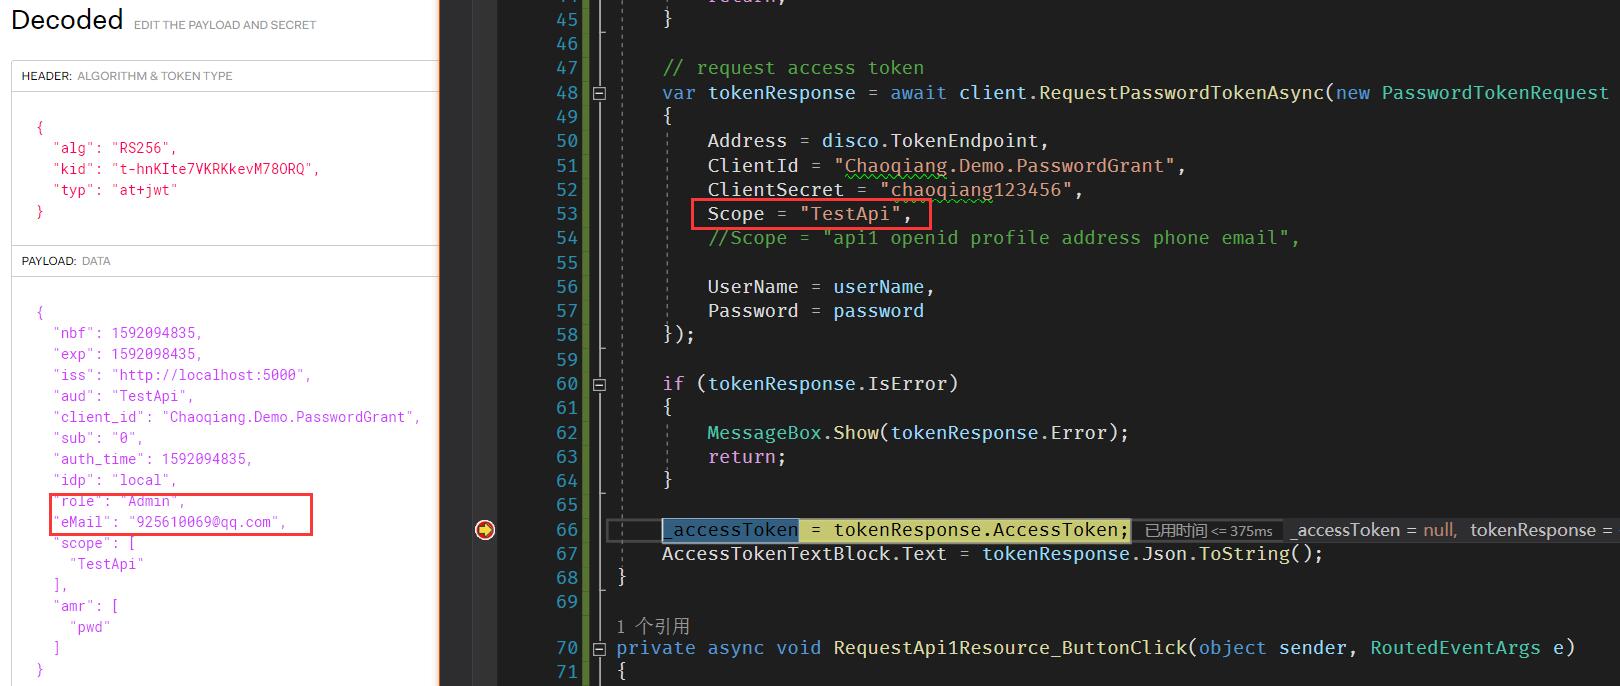 Decoded EDIT THE PAYLOAD AND SECRET
HEADER: ALGORITHM & TOKEN TYPE
{
"alg": "RS256",
"kid": "t-hnKIte7VKRKkevM78ORQ",
"typ": "at+jwt"
}
PAYLOAD: DATA
{
"nbf": 1592094835,
"exp": 1592098435,
"iss": "http://localhost:5000",
"aud": "TestApi",
"client_id": "Chaoqiang.Demo.PasswordGrant",
"sub": "0",
"auth_time": 1592094835,
"idp": "local",
"role": "Admin",
"eMail": "925610069@qq.com",
"scope": [
"TestApi"
],
"amr": [
"pwd"
]
}
45 }
46
47 // request access token
48 var tokenResponse = await client.RequestPasswordTokenAsync(new PasswordTokenRequest
49 {
50 Address = disco.TokenEndpoint,
51 ClientId = "Chaoqiang.Demo.PasswordGrant",
52 ClientSecret = "chaoqiang123456",
53 Scope = "TestApi",
54 //Scope = "api1 openid profile address phone email",
55
56 UserName = userName,
57 Password = password
58 });
59
60 if (tokenResponse.IsError)
61 {
62 MessageBox.Show(tokenResponse.Error);
63 return;
64 }
65
66 _accessToken = tokenResponse.AccessToken; 已用时间 <= 375ms _accessToken = null, tokenResponse =
67 AccessTokenTextBlock.Text = tokenResponse.Json.ToString();
68 }
69
1 个引用
70 private async void RequestApi1Resource_ButtonClick(object sender, RoutedEventArgs e)
71 {